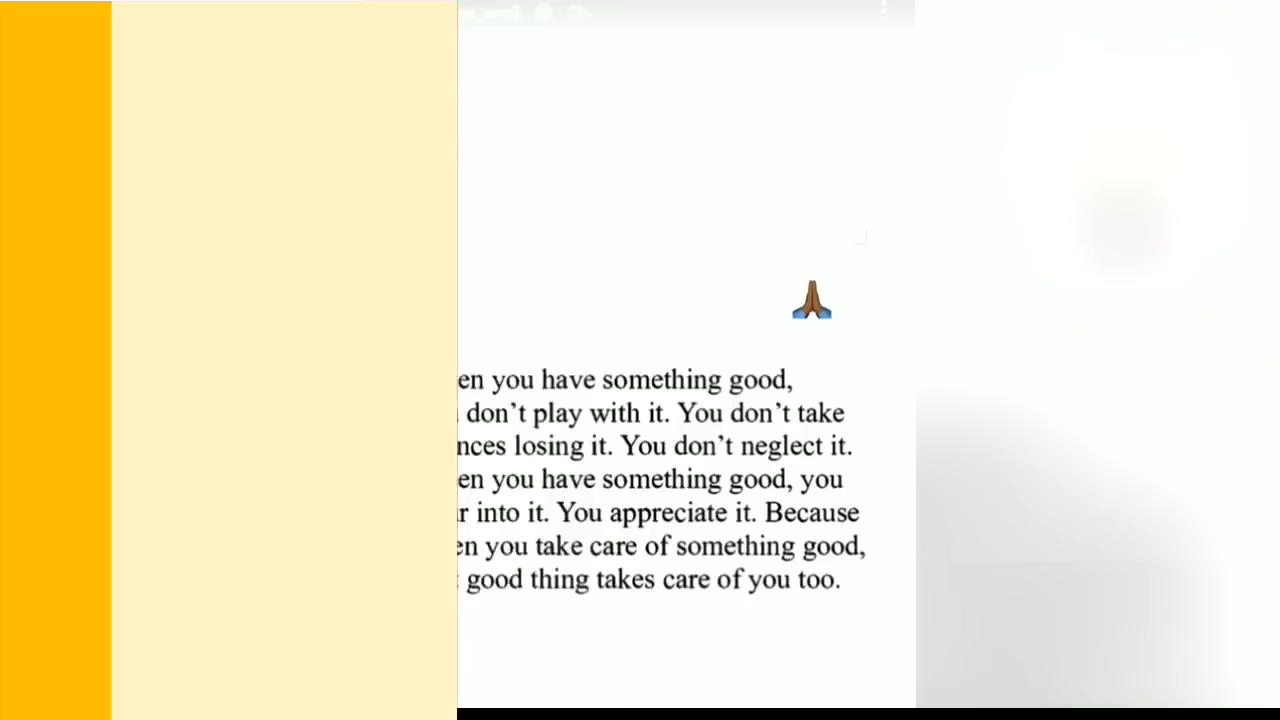 en you have something good,
don’t play with it. You don’t take
nces losing it. You don’t neglect it.
en you have something good, you
r into it. You appreciate it. Because
en you take care of something good,
good thing takes care of you too.